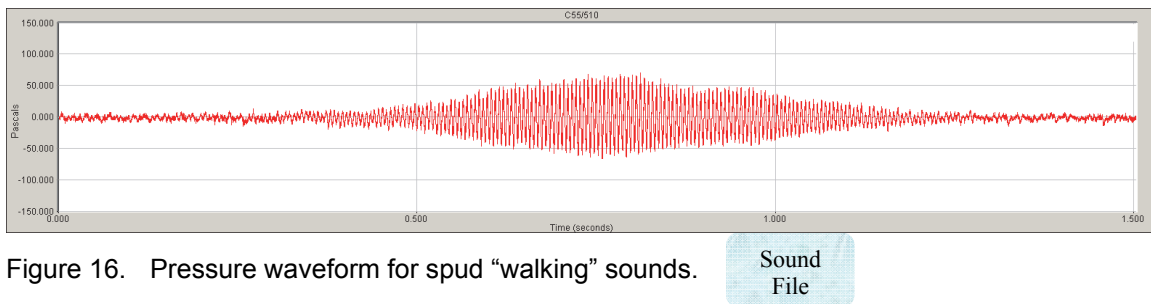 C55/510
150.000
100.000
50.000
0.000
-50.000
-100.000
-150.000
Pascals
0.000
0.500
1.000
1.500
Time (seconds)
Figure 16. Pressure waveform for spud “walking” sounds.
Sound
File